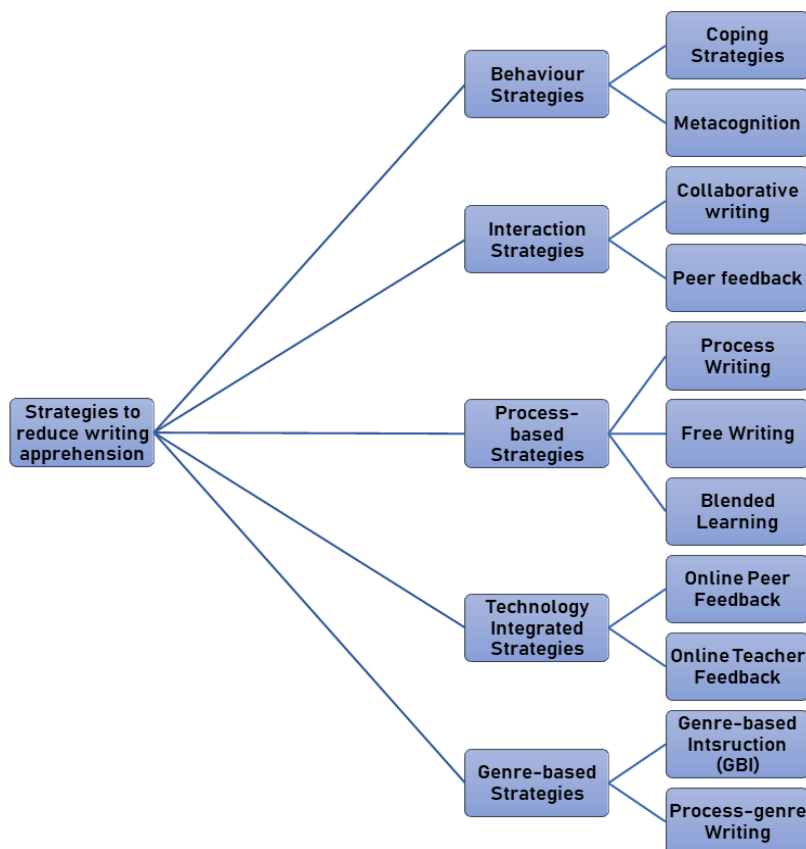 Strategies to
reduce writing
apprehension
Behaviour
Strategies
Coping
Strategies
Metacognition
Interaction
Strategies
Collaborative
writing
Peer feedback
Process-
based
Strategies
Process
Writing
Free Writing
Blended
Learning
Technology
Integrated
Strategies
Online Peer
Feedback
Online Teacher
Feedback
Genre-based
Strategies
Genre-based
Intsruction
(GBI)
Process-genre
Writing